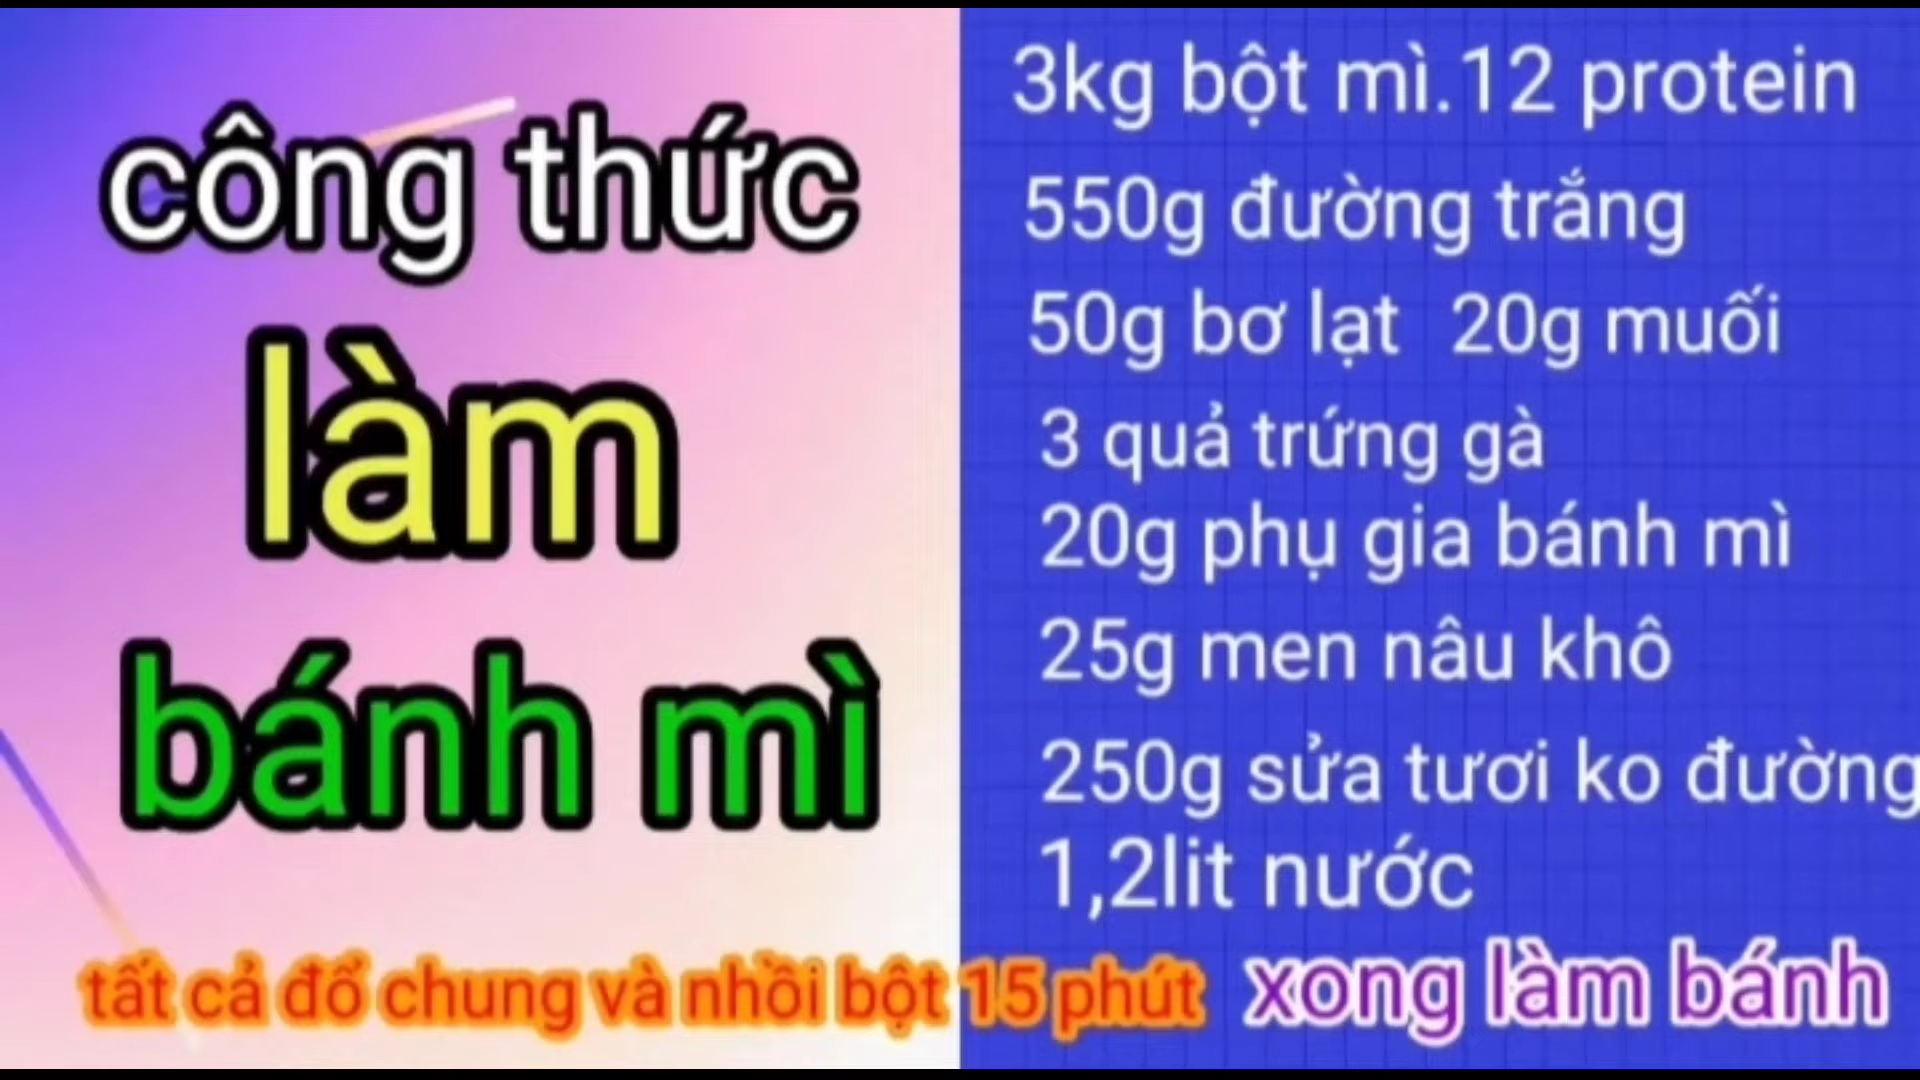 công thức
làm
bánh mì
3kg bột mì.12 protein
550g đường trắng
50g bơ lạt 20g muối
3 quả trứng gà
20g phụ gia bánh mì
25g men nâu khô
250g sửa tươi ko đường
1,2lit nước
tất cả đổ chung và nhồi bột 15 phút xong làm bánh